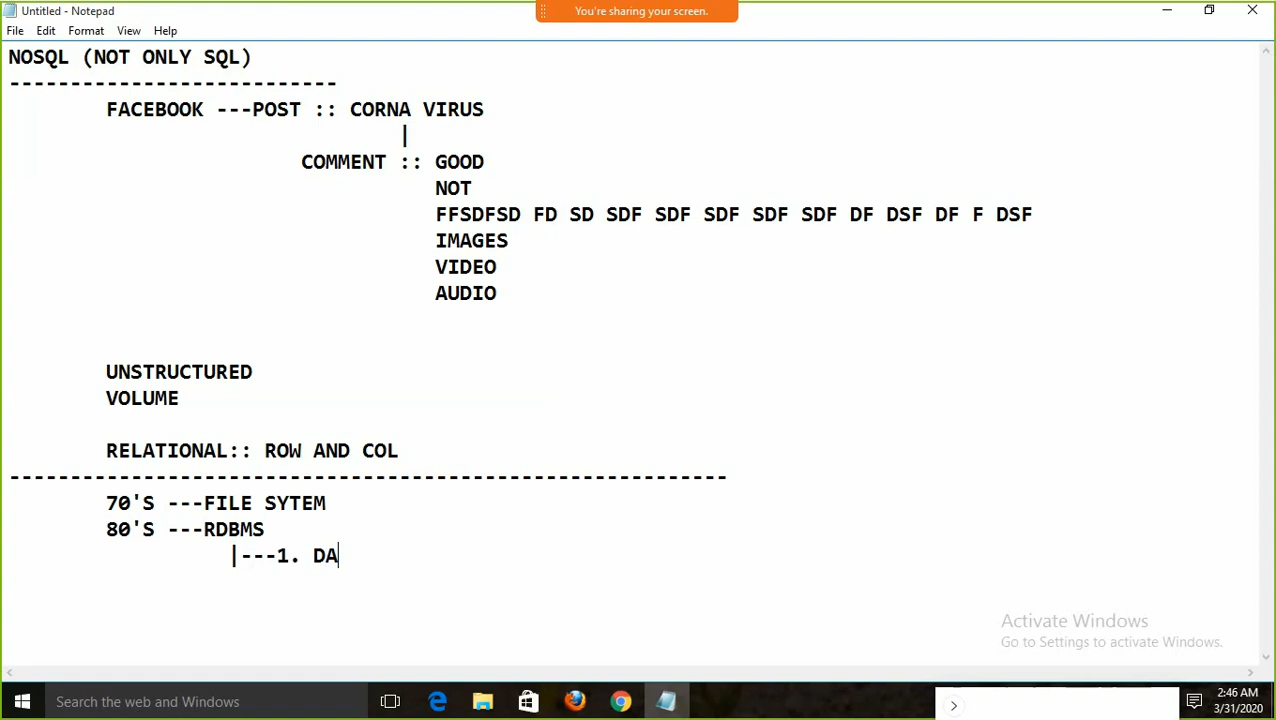 Untitled - Notepad
You're sharing your screen.
File Edit Format View Help
NOSQL (NOT ONLY SQL)
---------------------------
FACEBOOK ---POST :: CORNA VIRUS
|
COMMENT :: GOOD
NOT
FFSDFSD FD SD SDF SDF SDF SDF SDF DF DSF DF F DSF
IMAGES
VIDEO
AUDIO
UNSTRUCTURED
VOLUME
RELATIONAL:: ROW AND COL
-----------------------------------------------------------
70'S ---FILE SYTEM
80'S ---RDBMS
|---1. DA
Activate Windows
Go to Settings to activate Windows.
Search the web and Windows
2:46 AM
3/31/2020